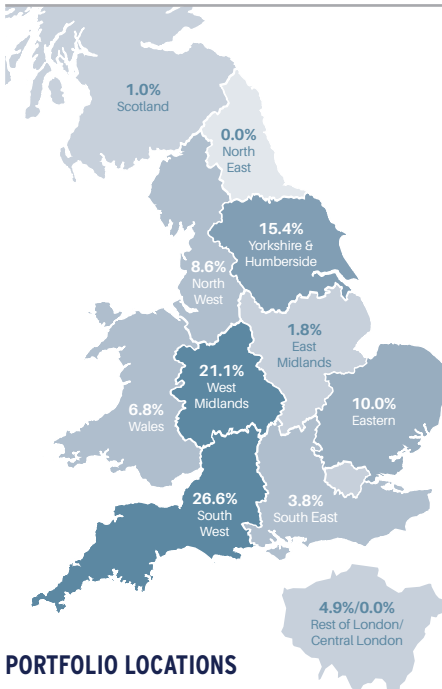 1.0%
Scotland
0.0%
North
East
15.4%
Yorkshire &
Humberside
8.6%
North
West
1.8%
East
Midlands
21.1%
West
Midlands
6.8%
Wales
10.0%
Eastern
26.6%
South
West
3.8%
South East
4.9%/0.0%
Rest of London/
Central London
PORTFOLIO LOCATIONS